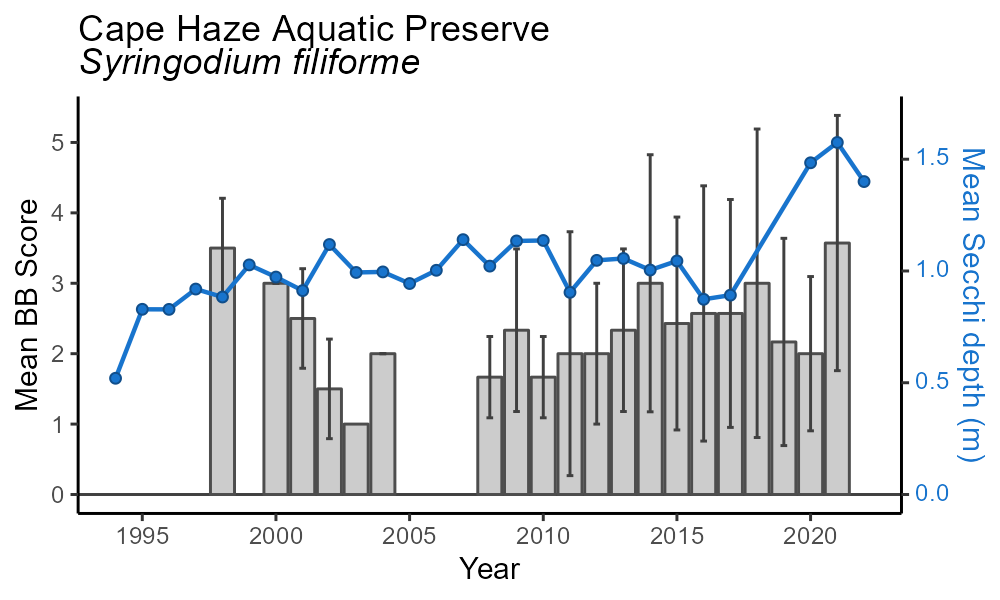 Cape Haze Aquatic Preserve
Syringodium filiforme
Mean BB Score
5
4
3
2
1
0
1.5
1.0
0.5
0.0
Mean Secchi depth (m)
1995 2000 2005 2010 2015 2020
Year